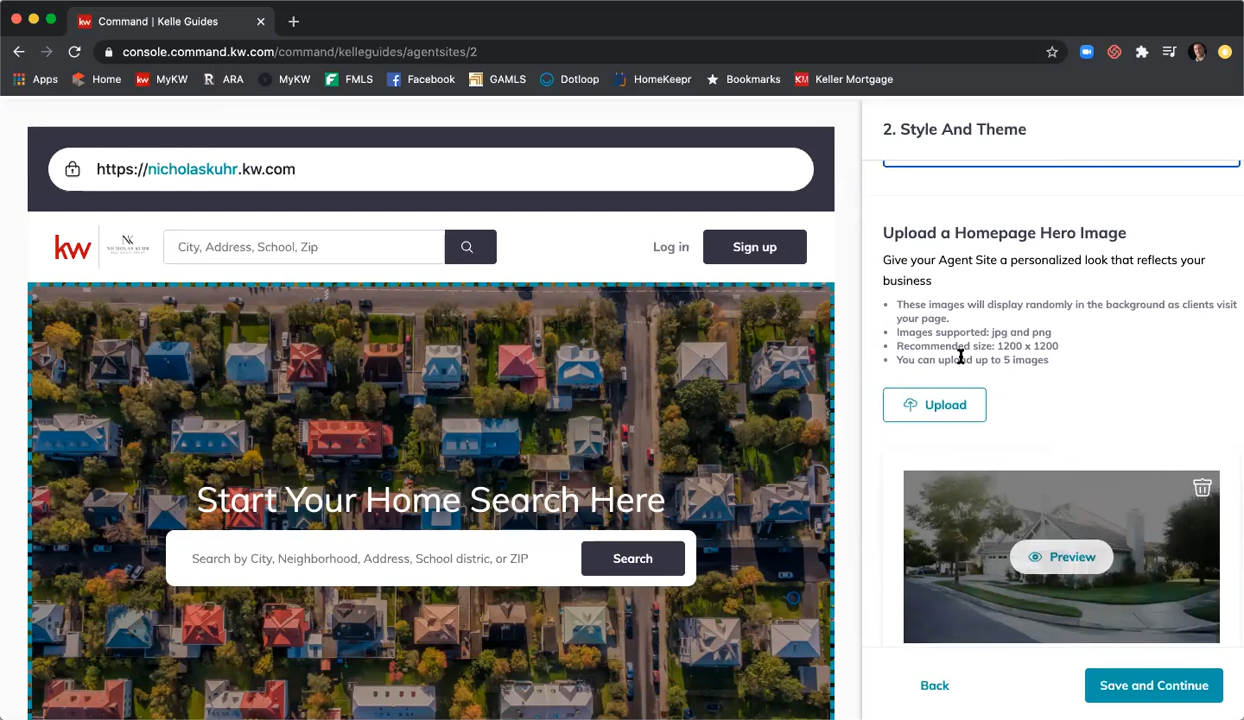 Command | Kelle Guides
console.command.kw.com/command/kelleguides/agentsites/2
Apps Home kw MyKW R ARA MyKW FMLS Facebook GAMLS Dotloop HomeKeepr Bookmarks KM Keller Mortgage
https://nicholaskuhr.kw.com
kw NK NICHOLAS KUHR City, Address, School, Zip Log in Sign up
Start Your Home Search Here
Search by City, Neighborhood, Address, School distric, or ZIP Search
2. Style And Theme
Upload a Homepage Hero Image
Give your Agent Site a personalized look that reflects your
business
These images will display randomly in the background as clients visit
your page.
Images supported: jpg and png
Recommended size: 1200 x 1200
You can upload up to 5 images
Upload
Preview
Back Save and Continue